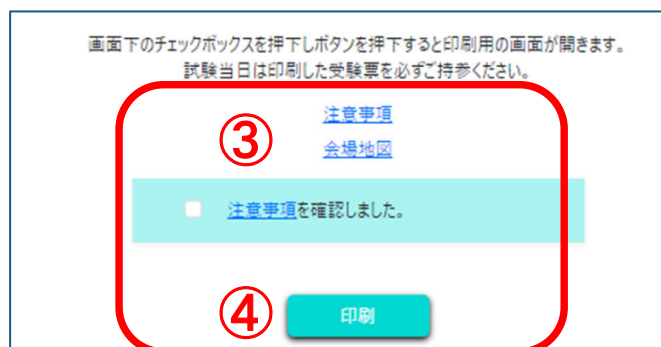 画面下のチェックボックスを押下しボタンを押下すると印刷用の画面が開きます。
試験当日は印刷した受験票を必ずご持参ください。
注意事項
③
会場地図
注意事項を確認しました。
④
印刷